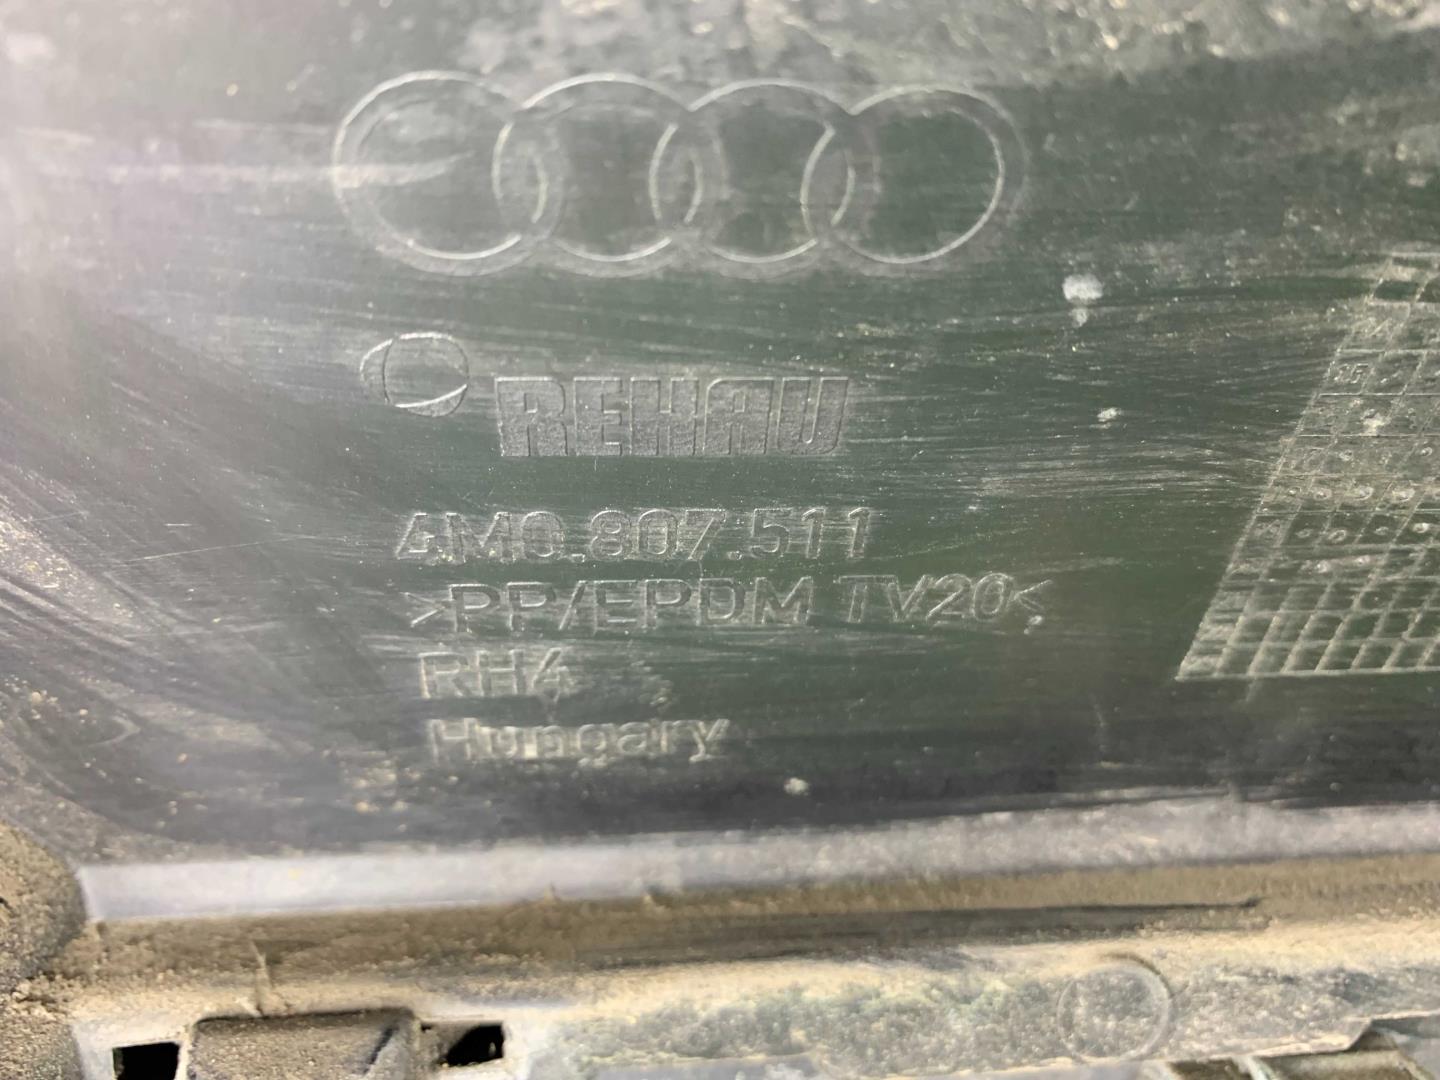 REHAU
4M0.807.511
>PP/EPDM TV20<
RH4
Hungary